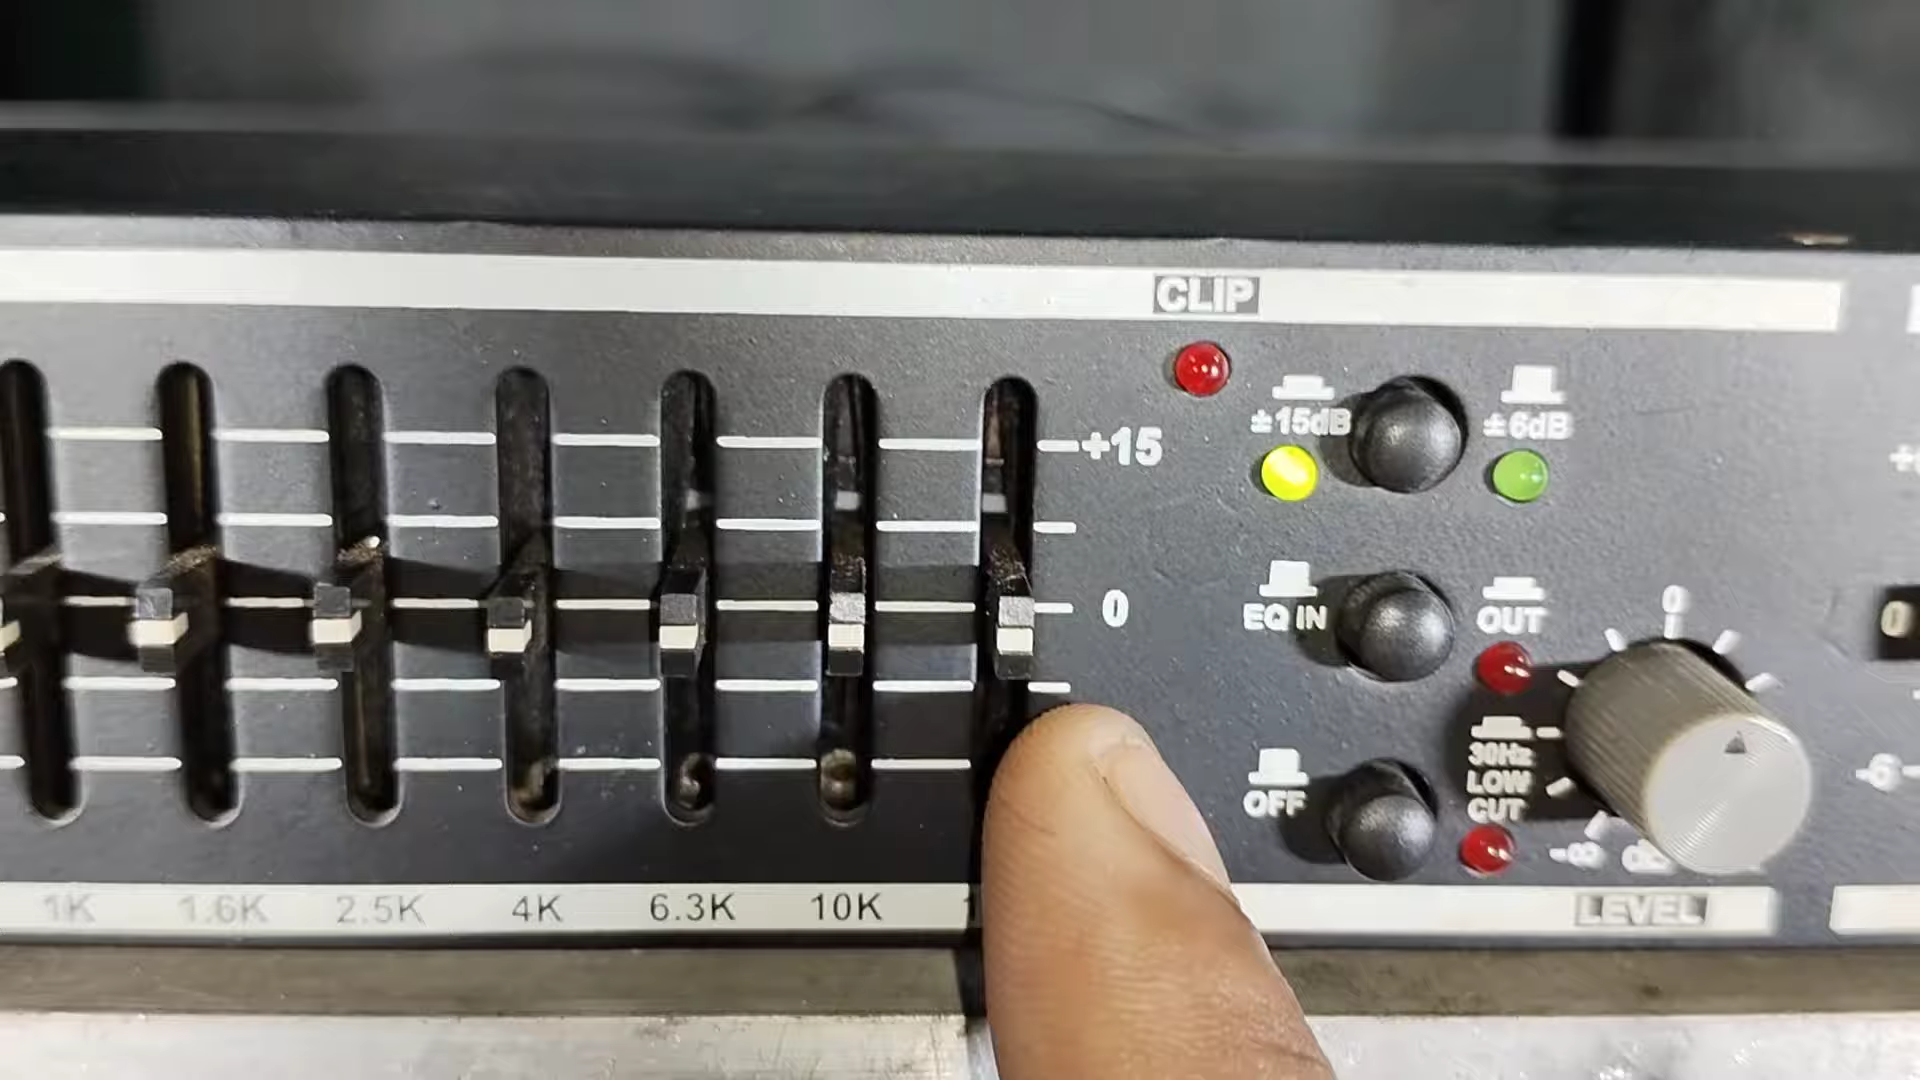 CLIP
±15dB
±6dB
+15
EQ IN
OUT
0
0
0
30Hz
LOW
CUT
OFF
-6
-∞
LEVEL
1K 1.6K 2.5K 4K 6.3K 10K